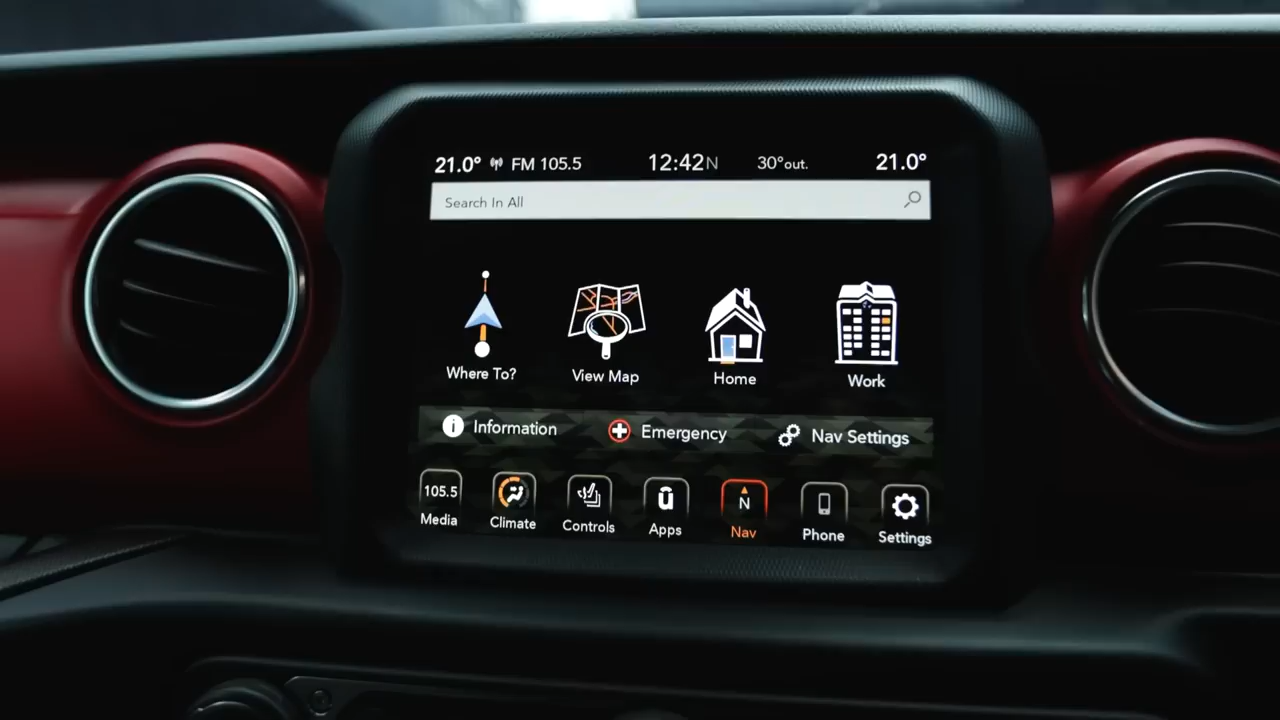 21.0° FM 105.5 12:42 N 30°out. 21.0°
Search In All
Where To? View Map Home Work
Information Emergency Nav Settings
105.5 N
Media Climate Controls Apps Nav Phone Settings